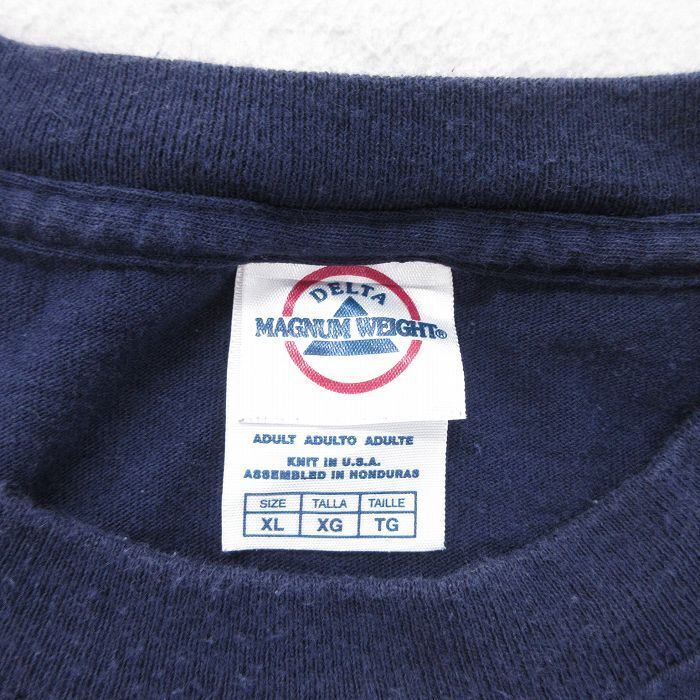 DELTA
MAGNUM WEIGHT®
ADULT ADULTO ADULTE
KNIT IN U.S.A.
ASSEMBLED IN HONDURAS
SIZE TALLA TAILLE
XL XG TG